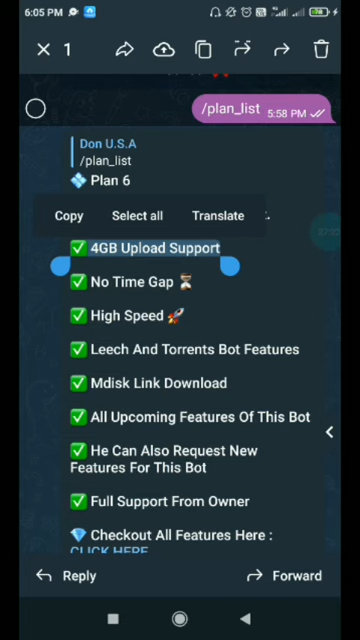 6:05 PM
1
/plan_list 5:58 PM
Don U.S.A
/plan_list
Plan 6
Copy Select all Translate
4GB Upload Support
No Time Gap
High Speed
Leech And Torrents Bot Features
Mdisk Link Download
All Upcoming Features Of This Bot
He Can Also Request New
Features For This Bot
Full Support From Owner
Checkout All Features Here :
CLICK HERE
Reply Forward